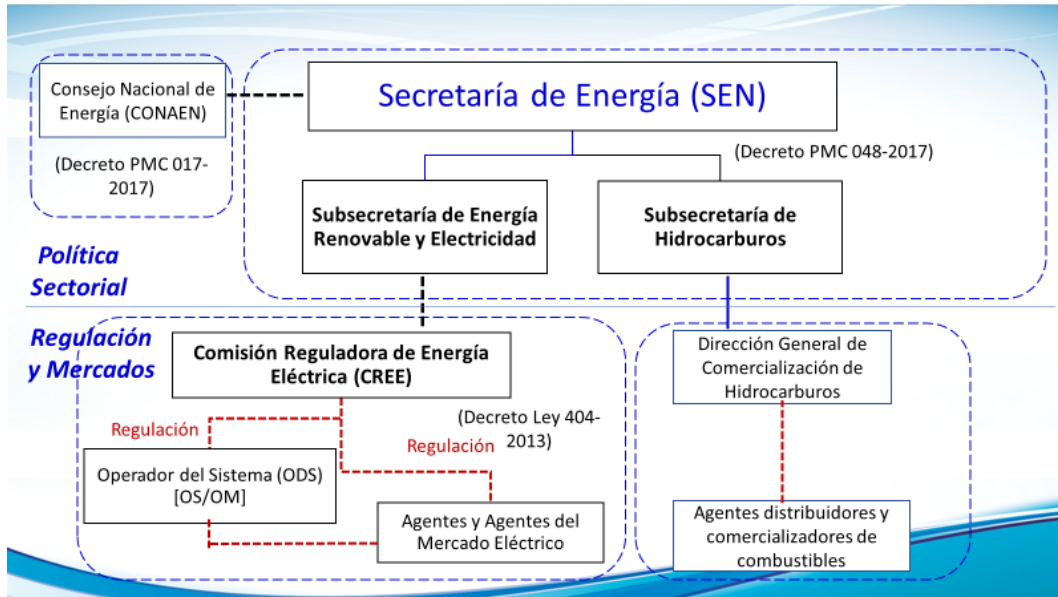 Consejo Nacional de
Energía (CONAEN)
(Decreto PMC 017-
2017)
Secretaría de Energía (SEN)
(Decreto PMC 048-2017)
Subsecretaría de Energía
Renovable y Electricidad
Subsecretaría de
Hidrocarburos
Política
Sectorial
Regulación
y Mercados
Comisión Reguladora de Energía
Eléctrica (CREE)
(Decreto Ley 404-
2013)
Regulación
Regulación
Operador del Sistema (ODS)
[OS/OM]
Agentes y Agentes del
Mercado Eléctrico
Dirección General de
Comercialización de
Hidrocarburos
Agentes distribuidores y
comercializadores de
combustibles